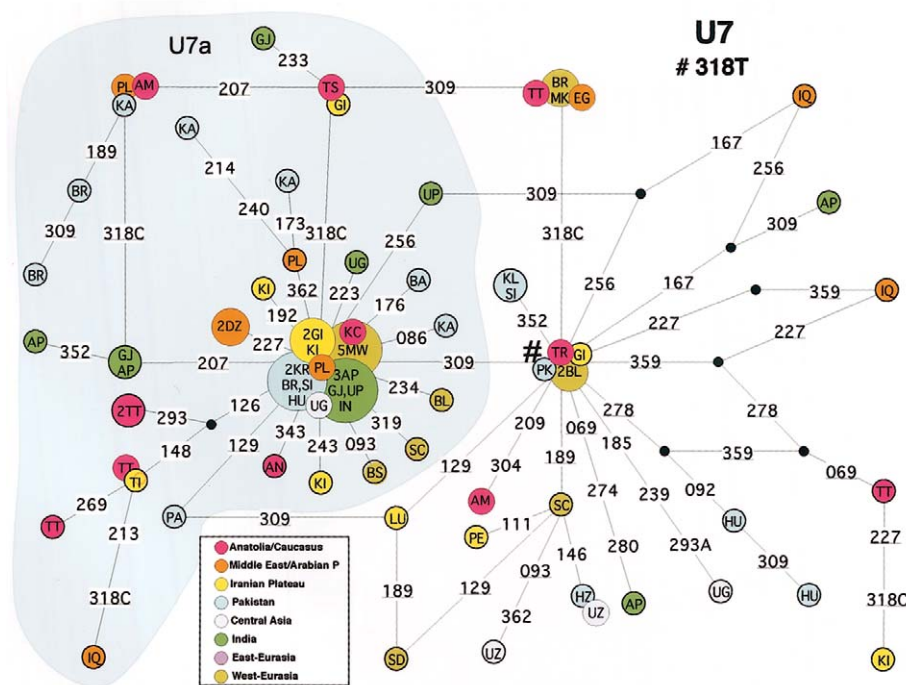 U7a
U7
# 318T
GJ
233
PL AM
207
TS
GI
309
TT
BR
MK
EG
IQ
KA
KA
189
214
167
256
BR
KA
UP
309
AP
309
240
173
318C
318C
256
318C
BR
PL
UG
256
167
KL
SI
362
223
BA
KI
176
359
IQ
192
227
352
2DZ
227
2GI
KI
KC
5MW
086
KA
227
AP
352
GJ
AP
207
PL
309
#
TR
GI
359
PK
2BL
2KR
BR,SI
HU
3AP
GJ,UP
IN
UG
234
BL
278
278
2TT
293
126
209
069
185
319
148
129
343
243
093
SC
129
189
359
TT
TI
AN
KI
BS
304
274
239
092
069
TT
269
AM
SC
TT
213
PA
309
LU
111
HU
PE
146
280
293A
309
227
093
129
318C
189
362
HZ
UZ
AP
UG
HU
318C
IQ
SD
UZ
KI
Anatolia/Caucasus
Middle East/Arabian P
Iranian Plateau
Pakistan
Central Asia
India
East-Eurasia
West-Eurasia